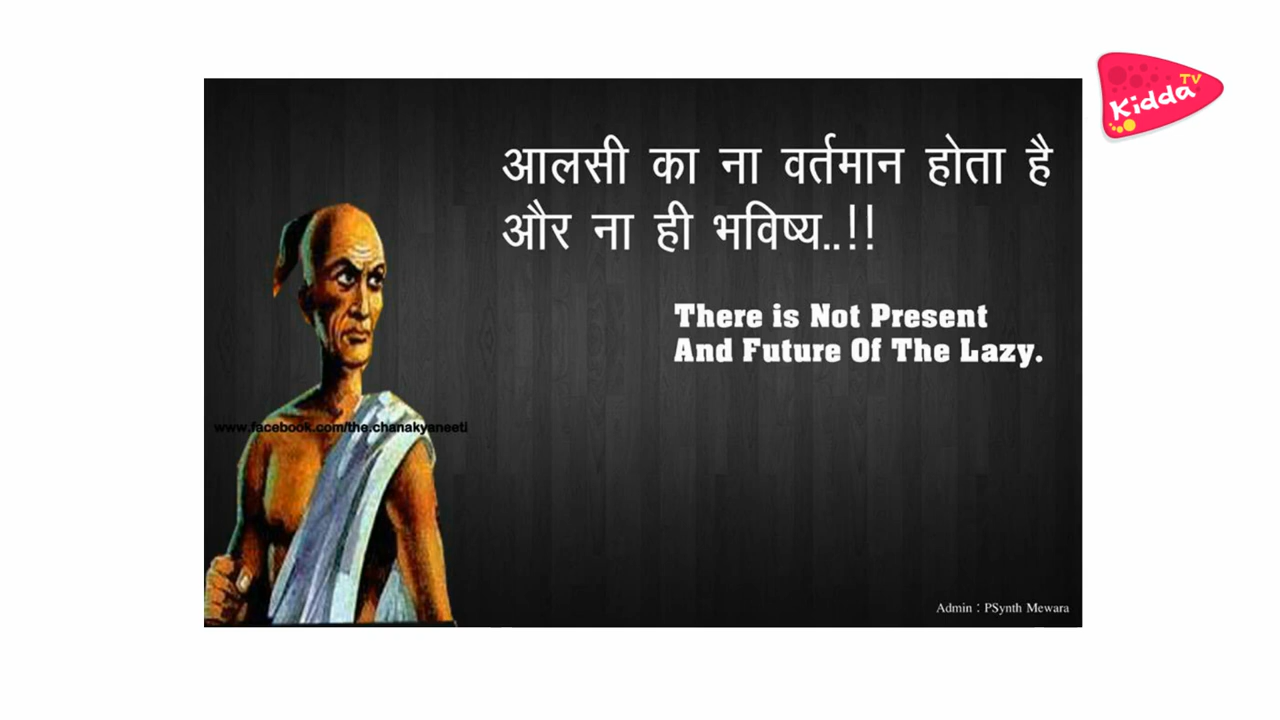 Kidda TV
आलसी का ना वर्तमान होता है
और ना ही भविष्य..!!
There is Not Present
And Future Of The Lazy.
www.facebook.com/the.chanakyaneeti
Admin : PSynth Mewara